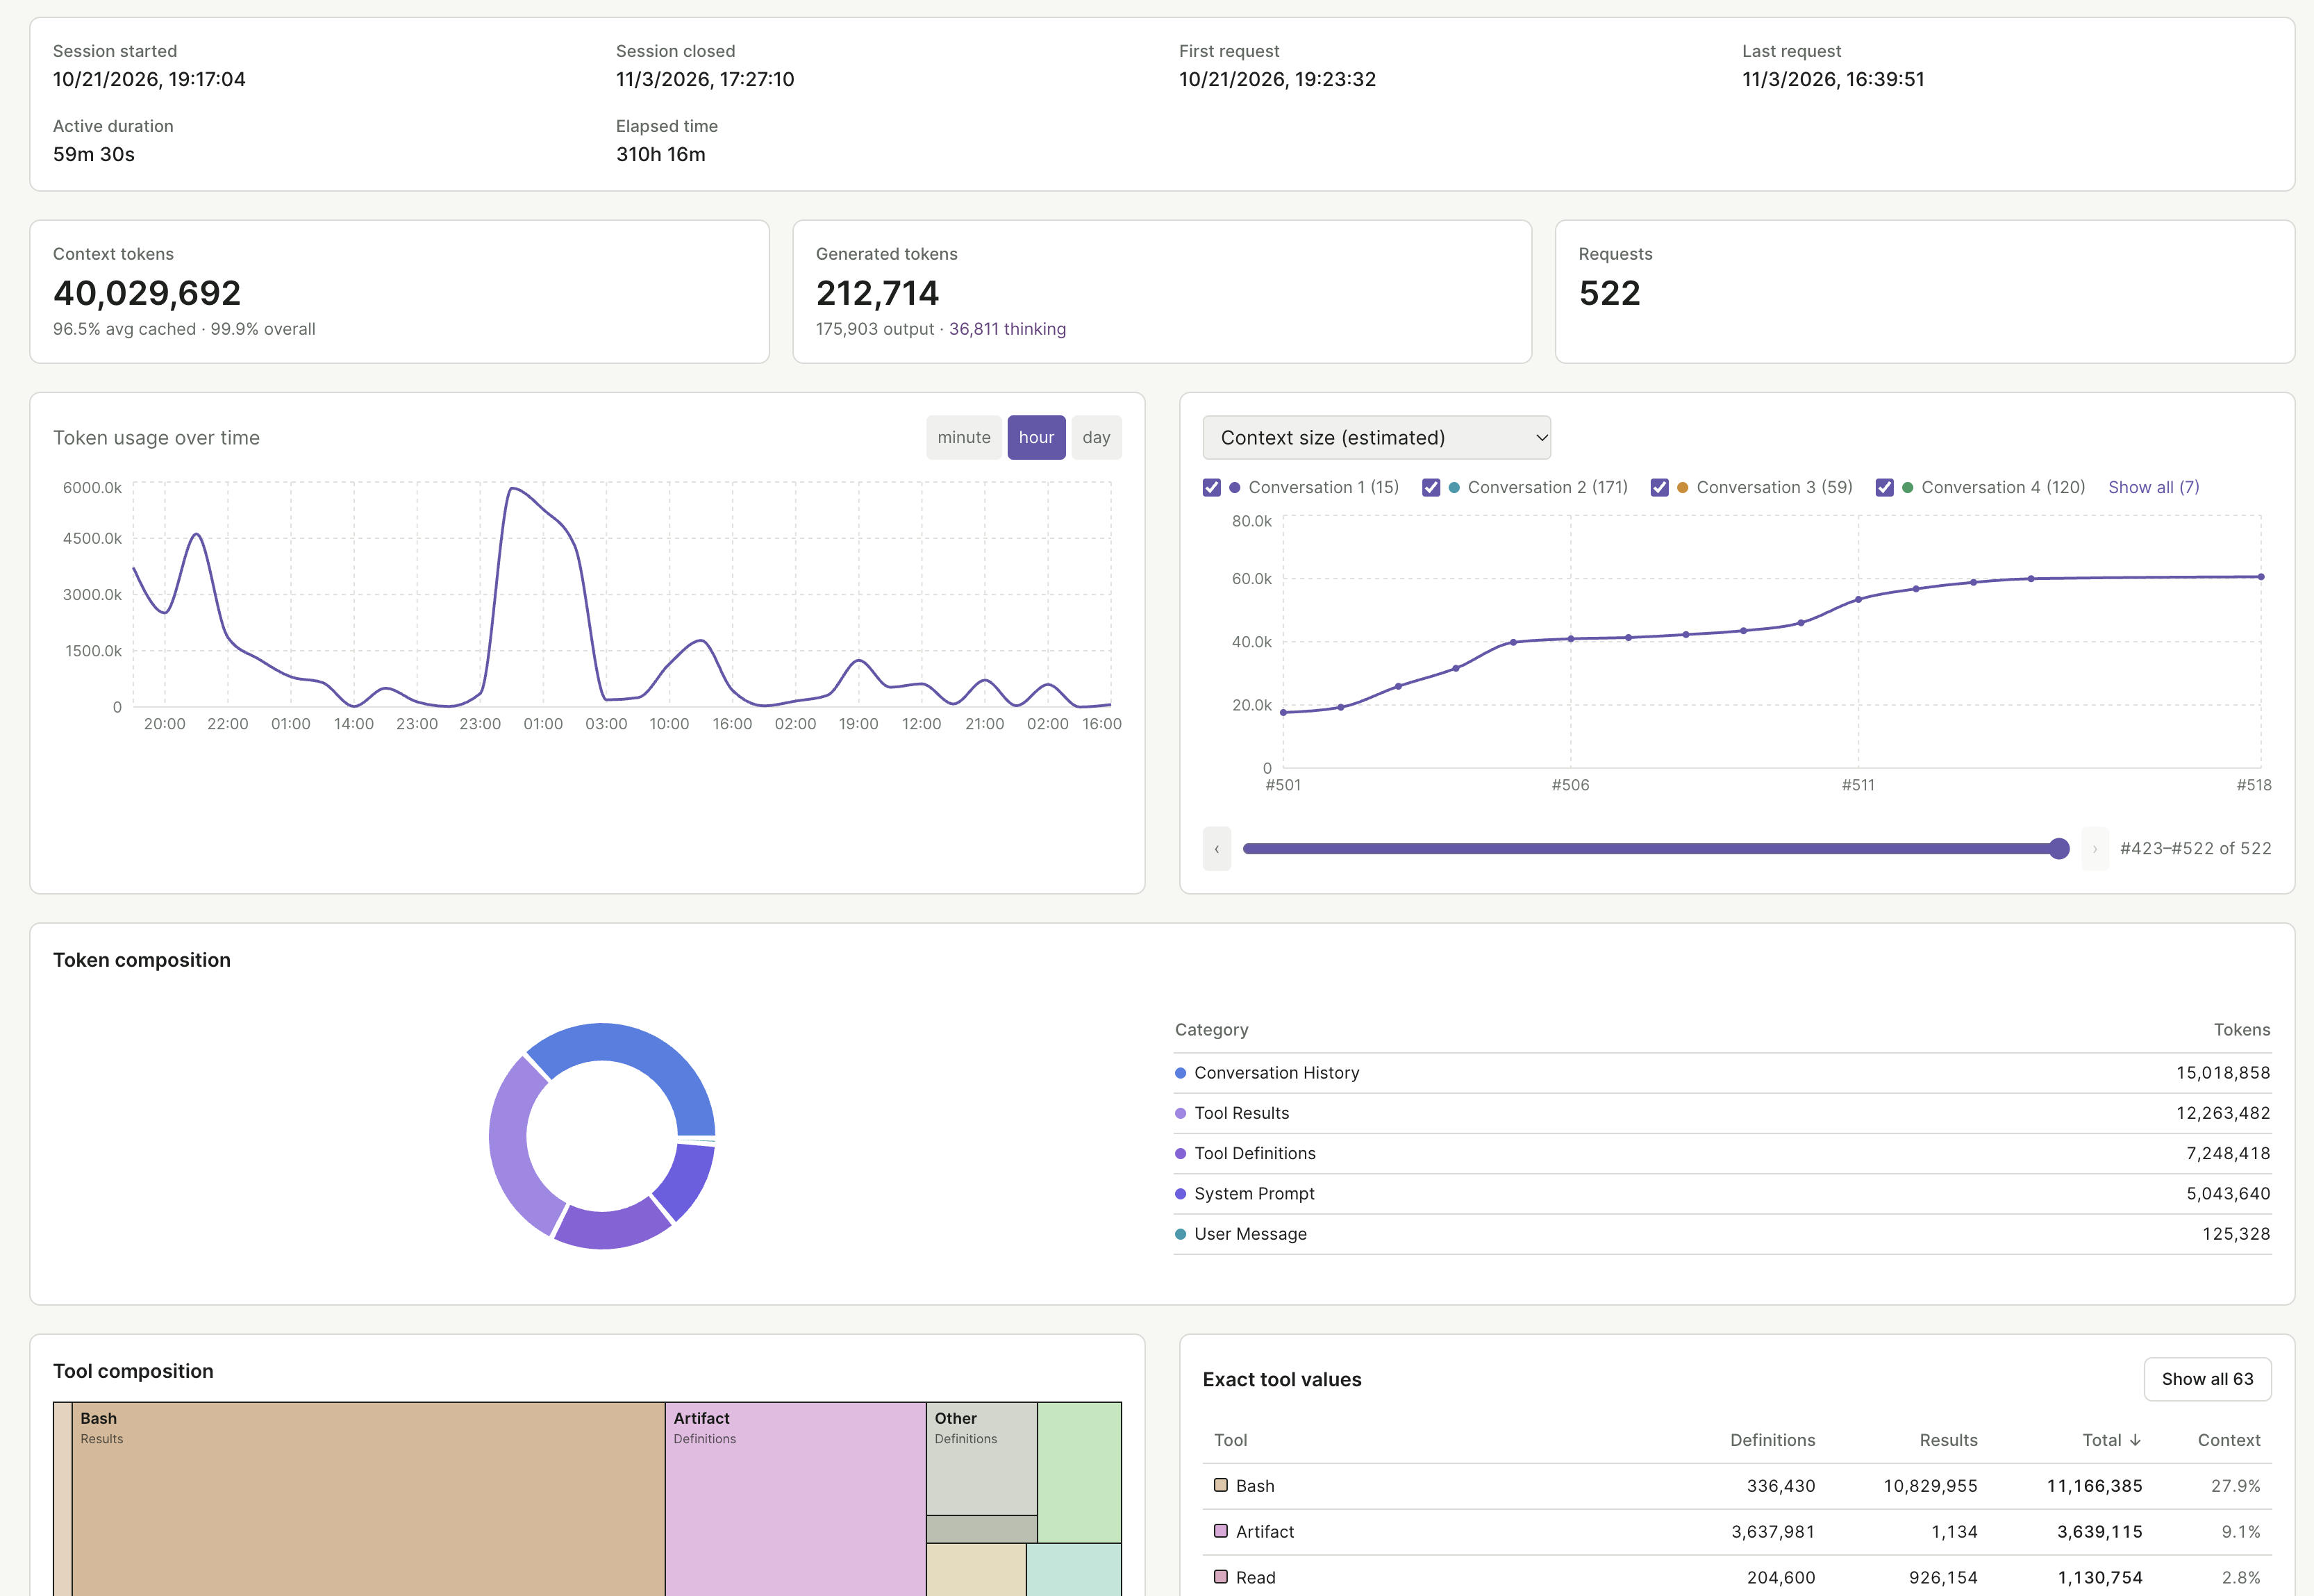 Session started
10/21/2026, 19:17:04
Session closed
11/3/2026, 17:27:10
First request
10/21/2026, 19:23:32
Last request
11/3/2026, 16:39:51
Active duration
59m 30s
Elapsed time
310h 16m
Context tokens
40,029,692
96.5% avg cached · 99.9% overall
Generated tokens
212,714
175,903 output · 36,811 thinking
Requests
522
Token usage over time
minute
hour
day
6000.0k
4500.0k
3000.0k
1500.0k
0
20:00 22:00 01:00 14:00 23:00 23:00 01:00 03:00 10:00 16:00 02:00 19:00 12:00 21:00 02:00 16:00
Context size (estimated)
Conversation 1 (15) Conversation 2 (171) Conversation 3 (59) Conversation 4 (120) Show all (7)
80.0k
60.0k
40.0k
20.0k
0
#501 #506 #511 #518
‹ › #423–#522 of 522
Token composition
Category Tokens
Conversation History 15,018,858
Tool Results 12,263,482
Tool Definitions 7,248,418
System Prompt 5,043,640
User Message 125,328
Tool composition
Bash
Results
Artifact
Definitions
Other
Definitions
Exact tool values
Show all 63
Tool Definitions Results Total ↓ Context
Bash 336,430 10,829,955 11,166,385 27.9%
Artifact 3,637,981 1,134 3,639,115 9.1%
Read 204,600 926,154 1,130,754 2.8%